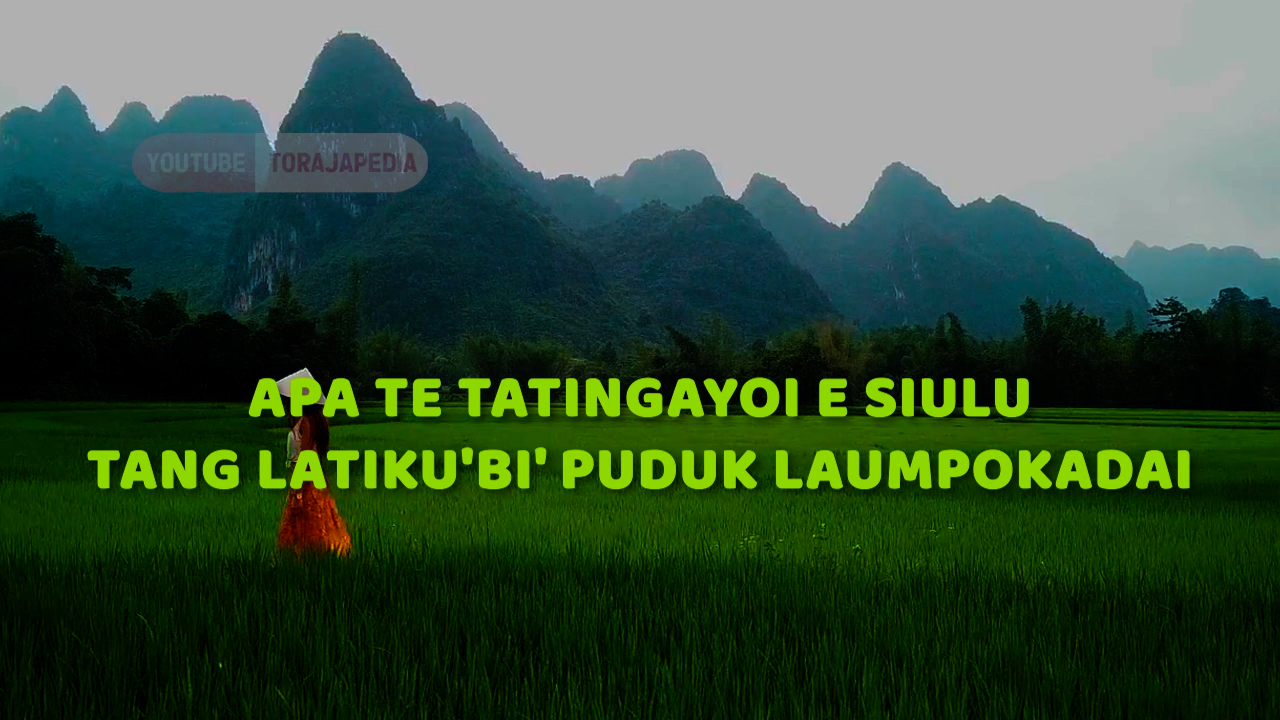 YOUTUBE TORAJAPEDIA
APA TE TATINGAYOI E SIULU
TANG LATIKU'BI' PUDUK LAUMPOKADAI